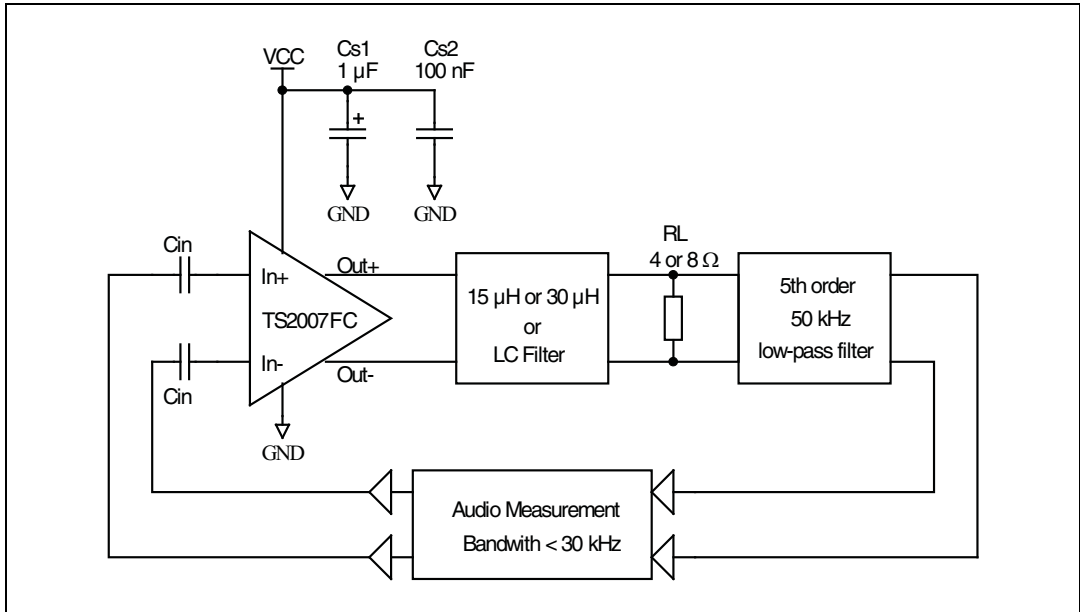 VCC
Cs1
1 µF
Cs2
100 nF
GND
GND
Cin
In+
Out+
TS2007FC
In-
Out-
Cin
GND
15 µH or 30 µH
or
LC Filter
RL
4 or 8 Ω
5th order
50 kHz
low-pass filter
Audio Measurement
Bandwith < 30 kHz
+